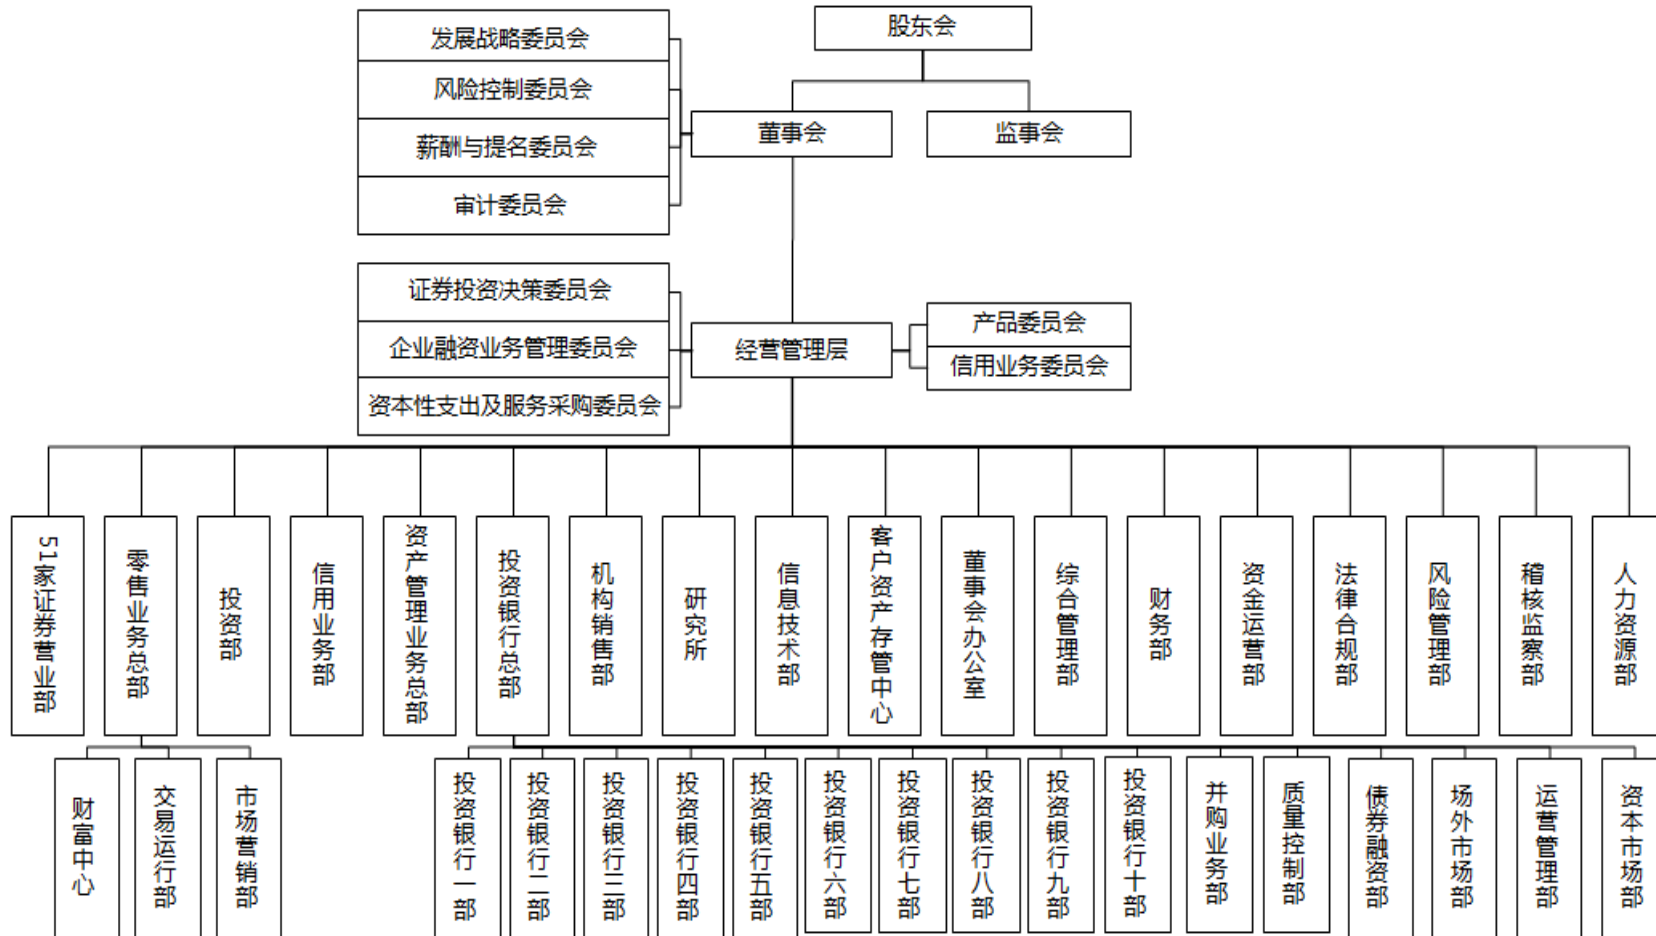 股东会
发展战略委员会
风险控制委员会
薪酬与提名委员会
审计委员会
董事会
监事会
证券投资决策委员会
企业融资业务管理委员会
资本性支出及服务采购委员会
经营管理层
产品委员会
信用业务委员会
51家证券营业部
零售业务总部
投资部
信用业务部
资产管理业务总部
投资银行总部
机构销售部
研究所
信息技术部
客户资产存管中心
董事会办公室
综合管理部
财务部
资金运营部
法律合规部
风险管理部
稽核监察部
人力资源部
财富中心
交易运行部
市场营销部
投资银行一部
投资银行二部
投资银行三部
投资银行四部
投资银行五部
投资银行六部
投资银行七部
投资银行八部
投资银行九部
投资银行十部
并购业务部
质量控制部
债券融资部
场外市场部
运营管理部
资本市场部